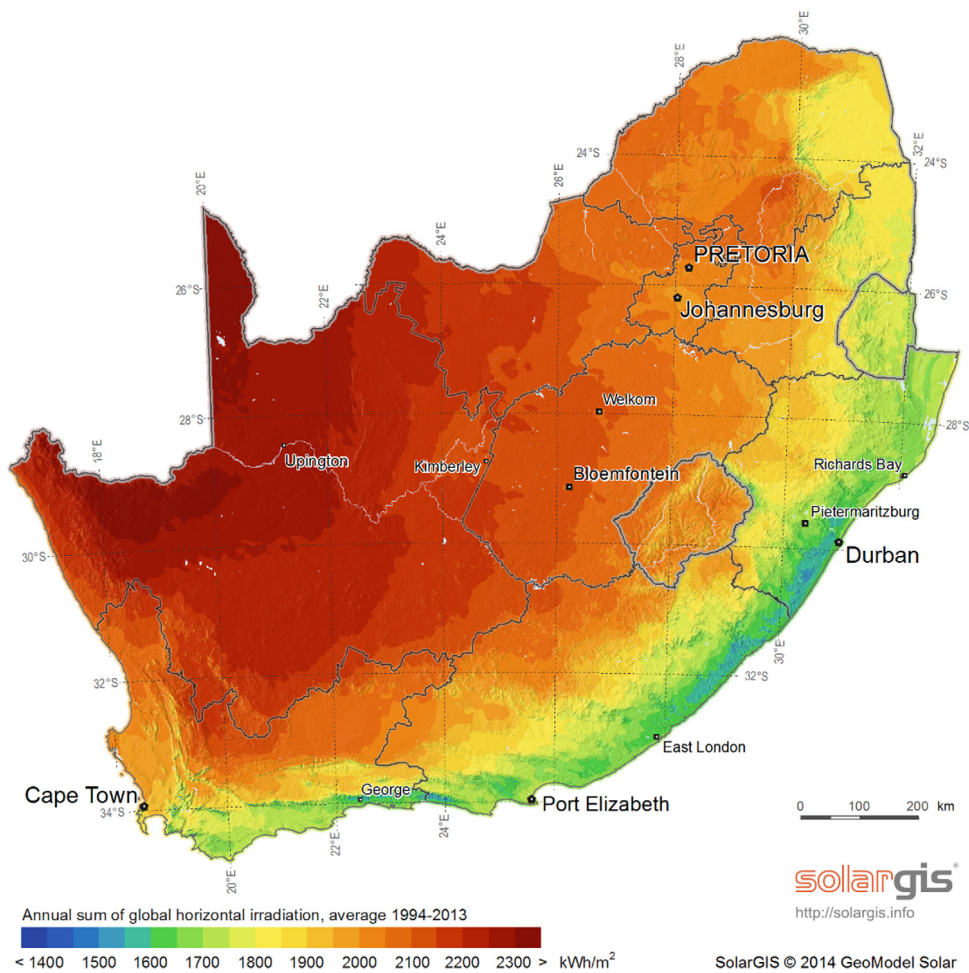 30°E
28°E
32°E
24°S
24°S
26°E
20°E
24°E
PRETORIA
26°S
22°E
26°S
Johannesburg
Welkom
28°S
28°S
18°E
Upington
Kimberley
Bloemfontein
Richards Bay
Pietermaritzburg
30°S
Durban
30°E
32°S
32°S
East London
Cape Town
George
Port Elizabeth
34°S
22°E
24°E
20°E
0 100 200 km
solargis®
http://solargis.info
Annual sum of global horizontal irradiation, average 1994-2013
< 1400 1500 1600 1700 1800 1900 2000 2100 2200 2300 > kWh/m²
SolarGIS © 2014 GeoModel Solar